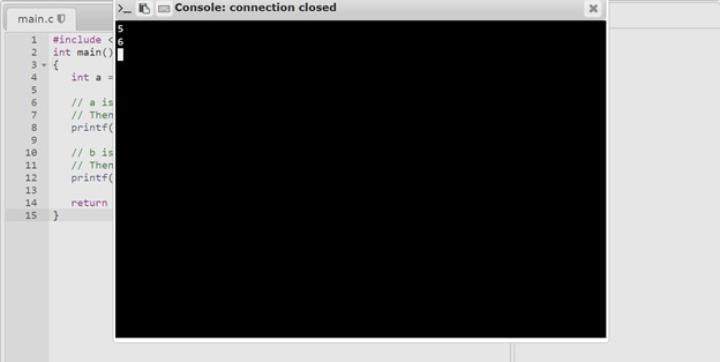 main.c
>_ Console: connection closed
5
6
1 #include <
2 int main()
3 {
4 int a =
5
6 // a is
7 // Then
8 printf(
9
10 // b is
11 // Then
12 printf(
13
14 return
15 }